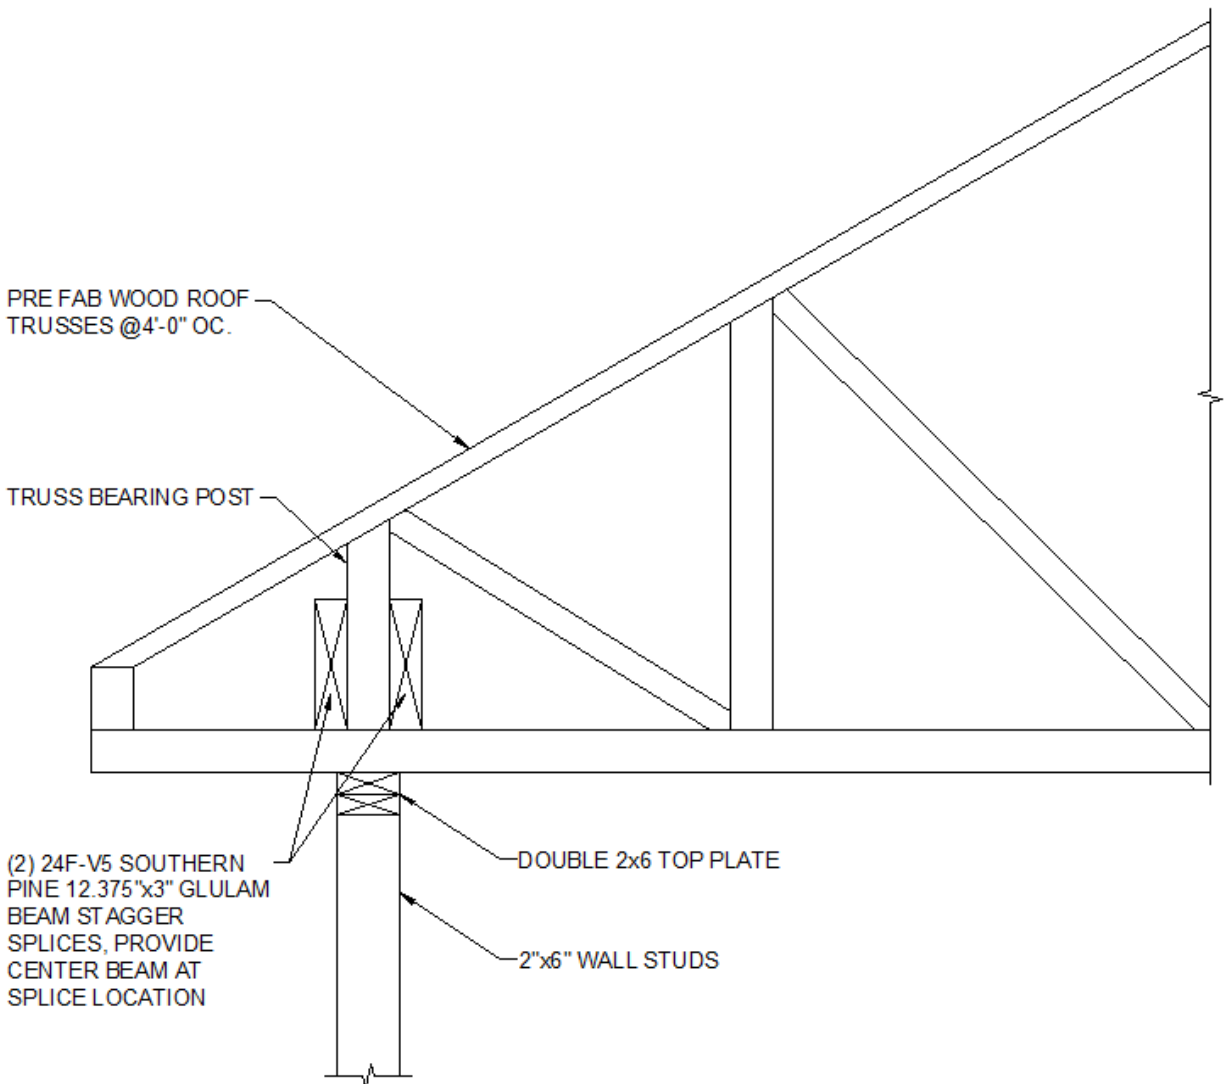 PRE FAB WOOD ROOF
TRUSSES @4'-0" OC.
TRUSS BEARING POST
(2) 24F-V5 SOUTHERN
PINE 12.375"x3" GLULAM
BEAM STAGGER
SPLICES, PROVIDE
CENTER BEAM AT
SPLICE LOCATION
DOUBLE 2x6 TOP PLATE
2"x6" WALL STUDS